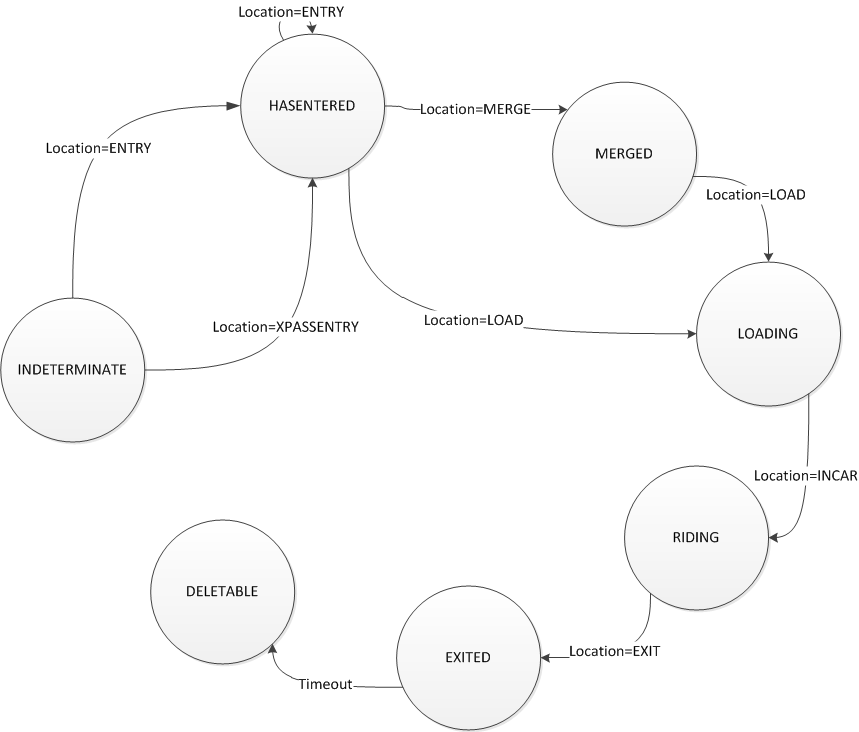 Location=ENTRY
HASENTERED
Location=MERGE
MERGED
Location=ENTRY
Location=LOAD
Location=XPASSENTRY
Location=LOAD
LOADING
INDETERMINATE
Location=INCAR
RIDING
DELETABLE
Location=EXIT
EXITED
Timeout